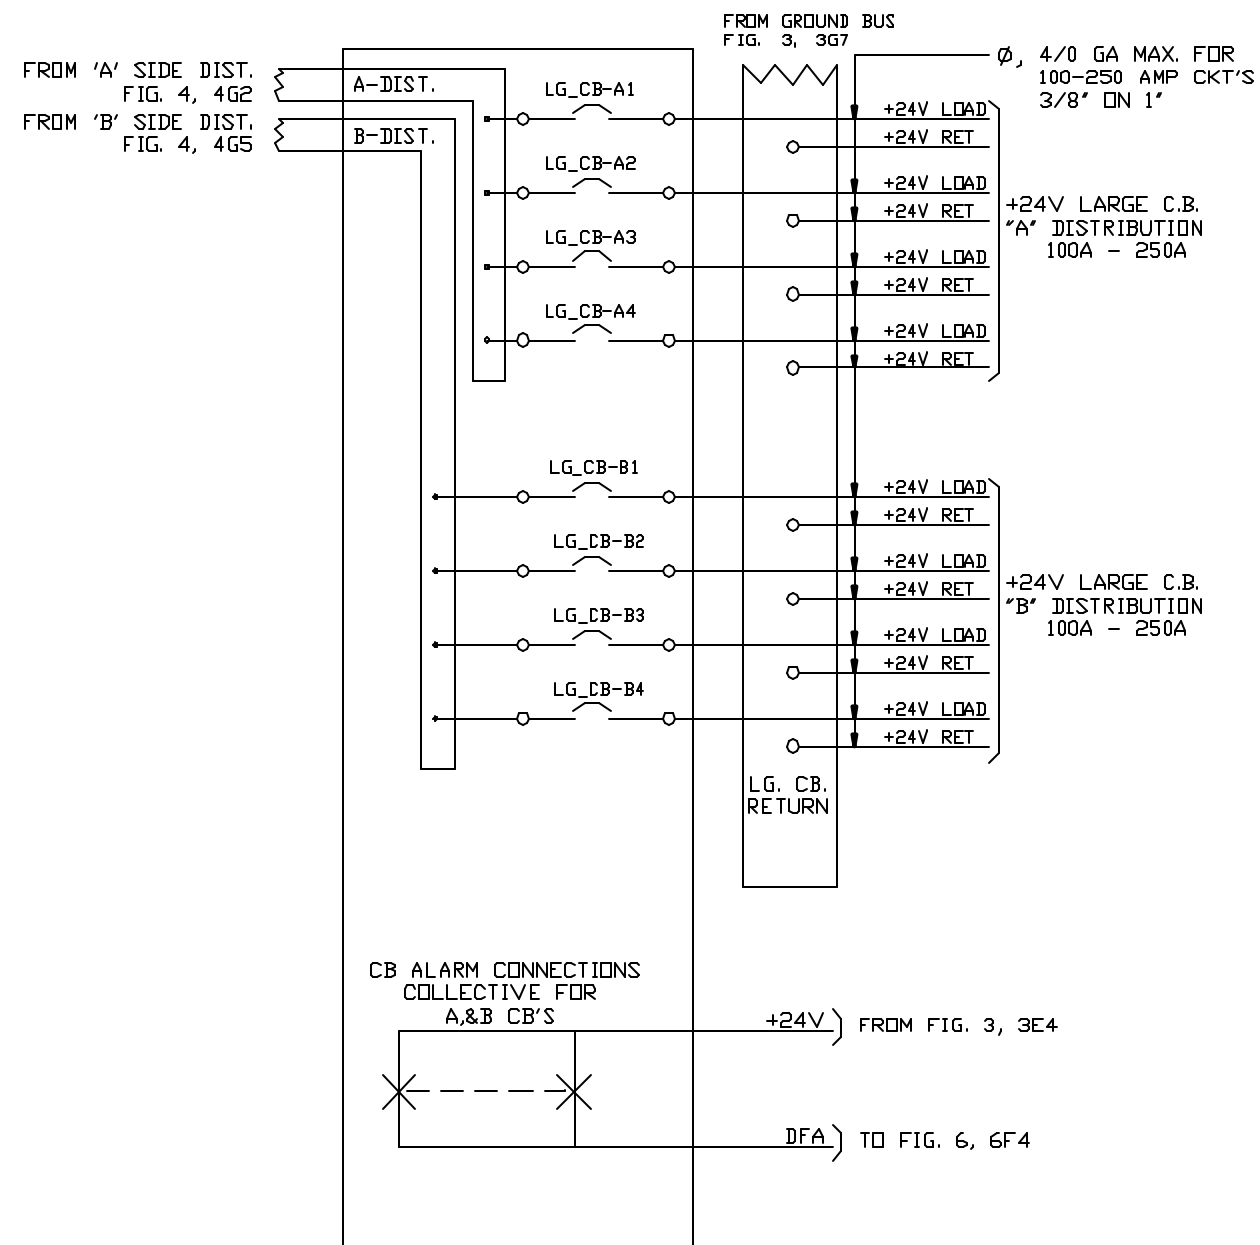 FROM GROUND BUS
FIG. 3, 3G7
FROM 'A' SIDE DIST.
FIG. 4, 4G2
FROM 'B' SIDE DIST.
FIG. 4, 4G5
A-DIST.
B-DIST.
Ø, 4/0 GA MAX. FOR
100-250 AMP CKT'S
3/8" ON 1"
LG_CB-A1
+24V LOAD
+24V RET
LG_CB-A2
+24V LOAD
+24V RET
LG_CB-A3
+24V LOAD
+24V RET
LG_CB-A4
+24V LOAD
+24V RET
+24V LARGE C.B.
"A" DISTRIBUTION
100A - 250A
LG_CB-B1
+24V LOAD
+24V RET
LG_CB-B2
+24V LOAD
+24V RET
LG_CB-B3
+24V LOAD
+24V RET
LG_CB-B4
+24V LOAD
+24V RET
+24V LARGE C.B.
"B" DISTRIBUTION
100A - 250A
LG. CB.
RETURN
CB ALARM CONNECTIONS
COLLECTIVE FOR
A,&B CB'S
+24V
FROM FIG. 3, 3E4
DFA
TO FIG. 6, 6F4